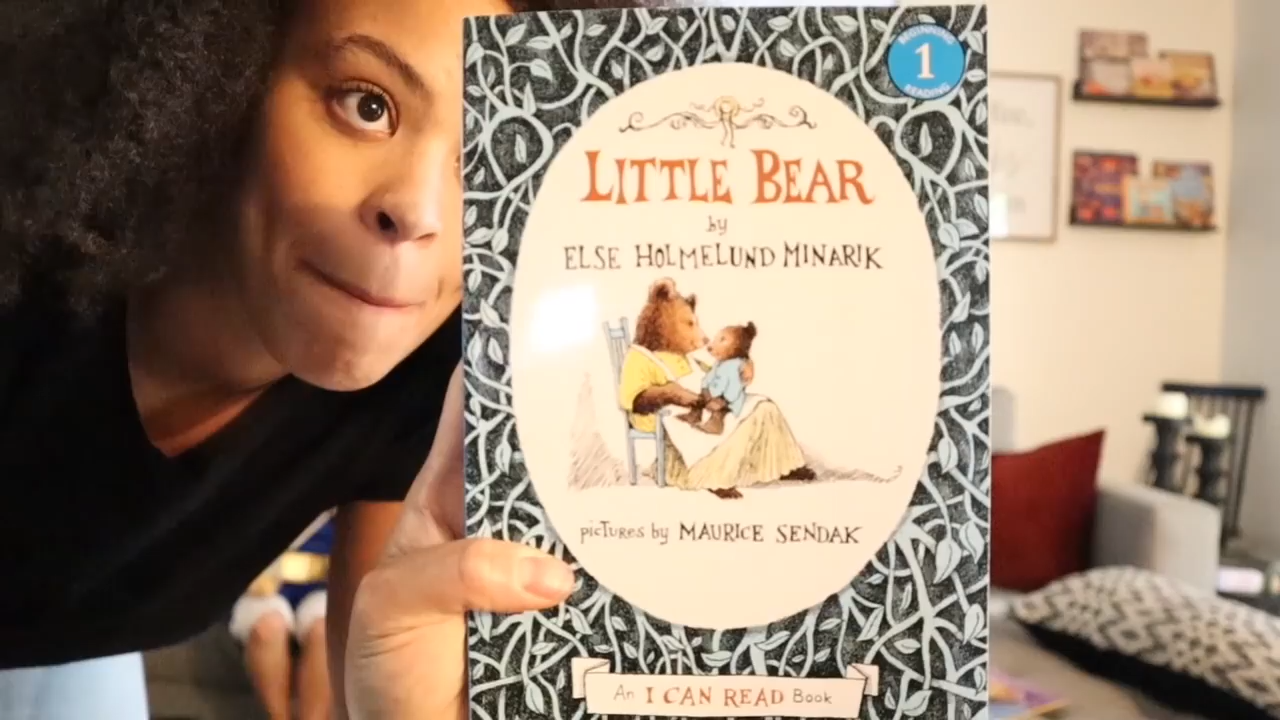 BEGINNING
1
READING
LITTLE BEAR
by
ELSE HOLMELUND MINARIK
picTures by MAURICE SENDAK
An I CAN READ Book